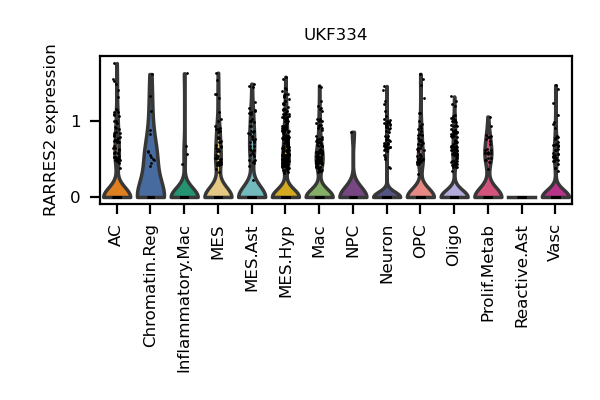 UKF334
RARRES2 expression
1
0
AC
Chromatin.Reg
Inflammatory.Mac
MES
MES.Ast
MES.Hyp
Mac
NPC
Neuron
OPC
Oligo
Prolif.Metab
Reactive.Ast
Vasc